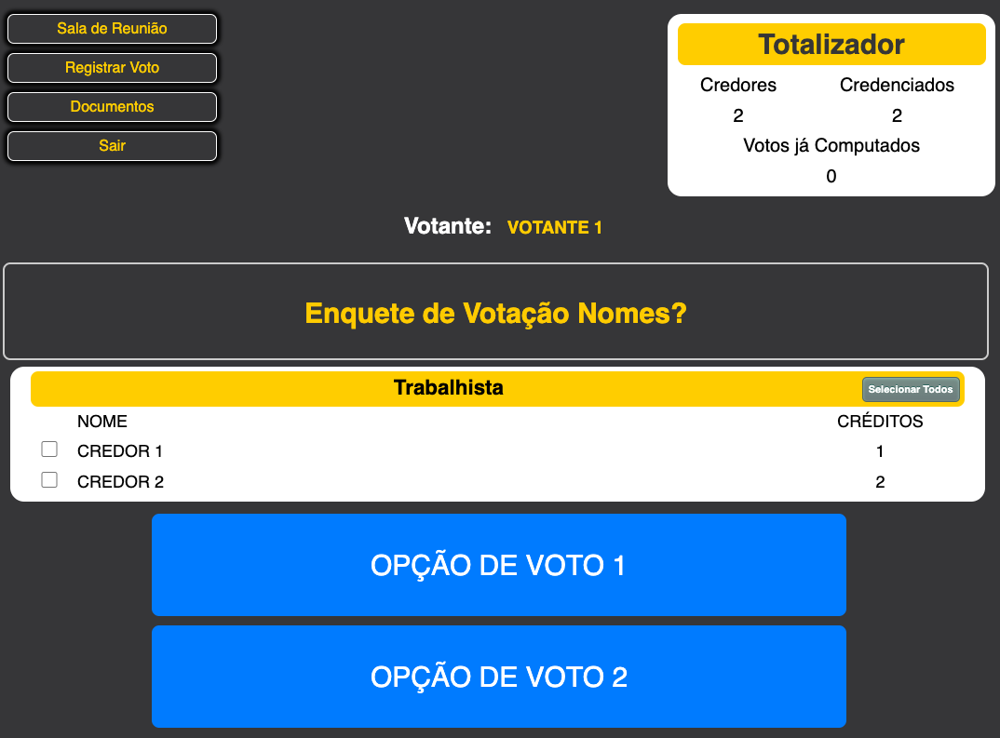 Sala de Reunião
Registrar Voto
Documentos
Sair
Totalizador
Credores Credenciados
2 2
Votos já Computados
0
Votante: VOTANTE 1
Enquete de Votação Nomes?
Trabalhista Selecionar Todos
NOME CRÉDITOS
CREDOR 1 1
CREDOR 2 2
OPÇÃO DE VOTO 1
OPÇÃO DE VOTO 2